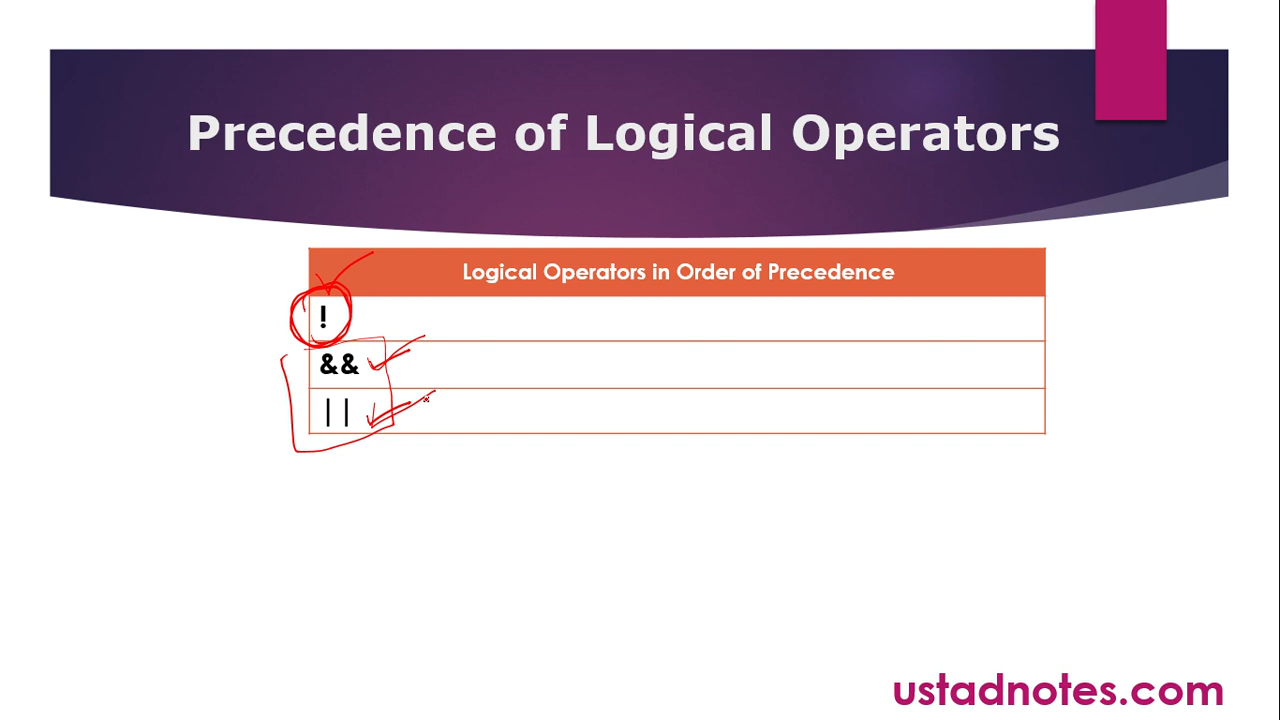 Precedence of Logical Operators
Logical Operators in Order of Precedence
!
&&
||
ustadnotes.com